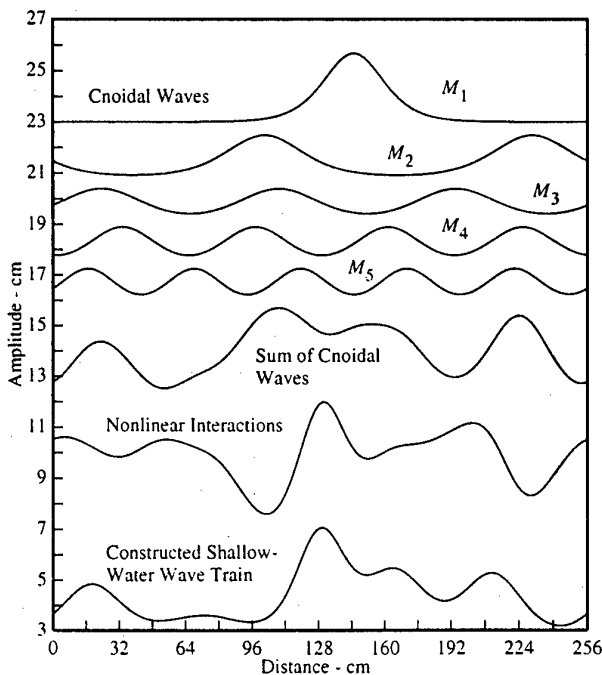 27
25
23
21
19
17
15
13
11
9
7
5
3
Amplitude - cm
Cnoidal Waves
M1
M2
M3
M4
M5
Sum of Cnoidal
Waves
Nonlinear Interactions
Constructed Shallow-
Water Wave Train
0 32 64 96 128 160 192 224 256
Distance - cm